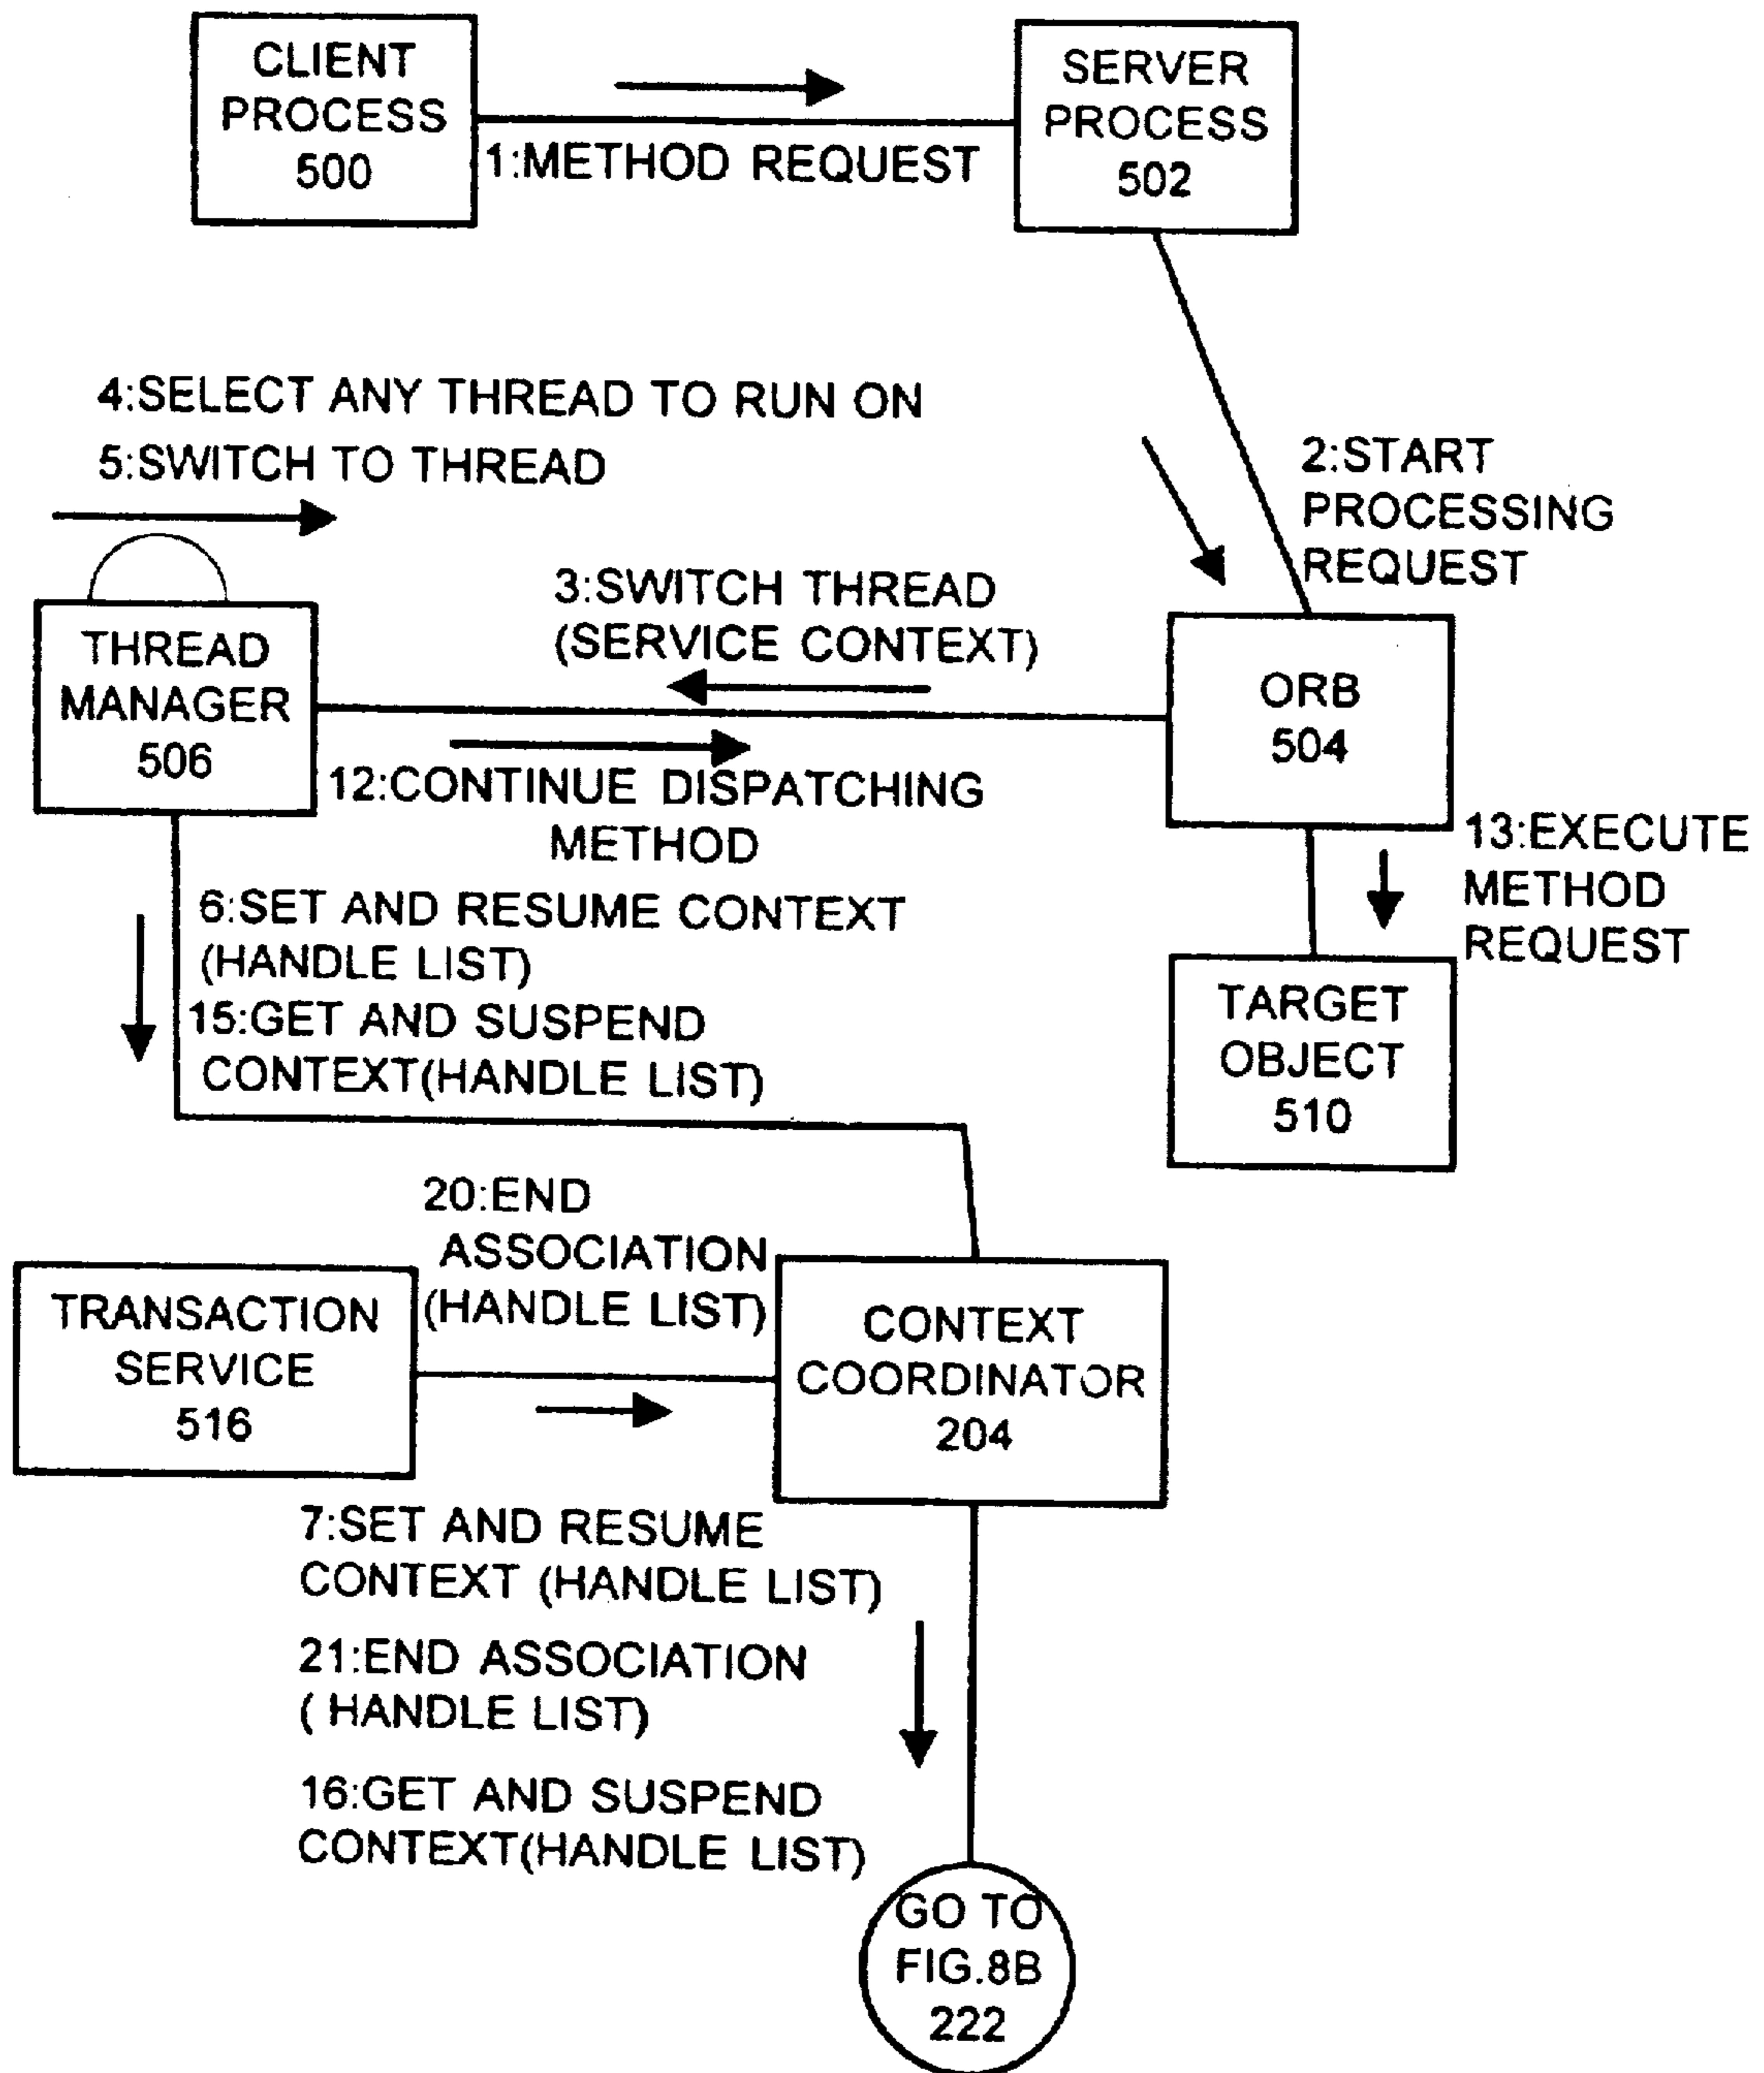 CLIENT
PROCESS
500
SERVER
PROCESS
502
1:METHOD REQUEST
4:SELECT ANY THREAD TO RUN ON
5:SWITCH TO THREAD
2:START
PROCESSING
REQUEST
3:SWITCH THREAD
(SERVICE CONTEXT)
THREAD
MANAGER
506
ORB
504
12:CONTINUE DISPATCHING
METHOD
13:EXECUTE
METHOD
REQUEST
6:SET AND RESUME CONTEXT
(HANDLE LIST)
15:GET AND SUSPEND
CONTEXT(HANDLE LIST)
TARGET
OBJECT
510
20:END
ASSOCIATION
(HANDLE LIST)
TRANSACTION
SERVICE
516
CONTEXT
COORDINATOR
204
7:SET AND RESUME
CONTEXT (HANDLE LIST)
21:END ASSOCIATION
( HANDLE LIST)
16:GET AND SUSPEND
CONTEXT(HANDLE LIST)
GO TO
FIG.8B
222